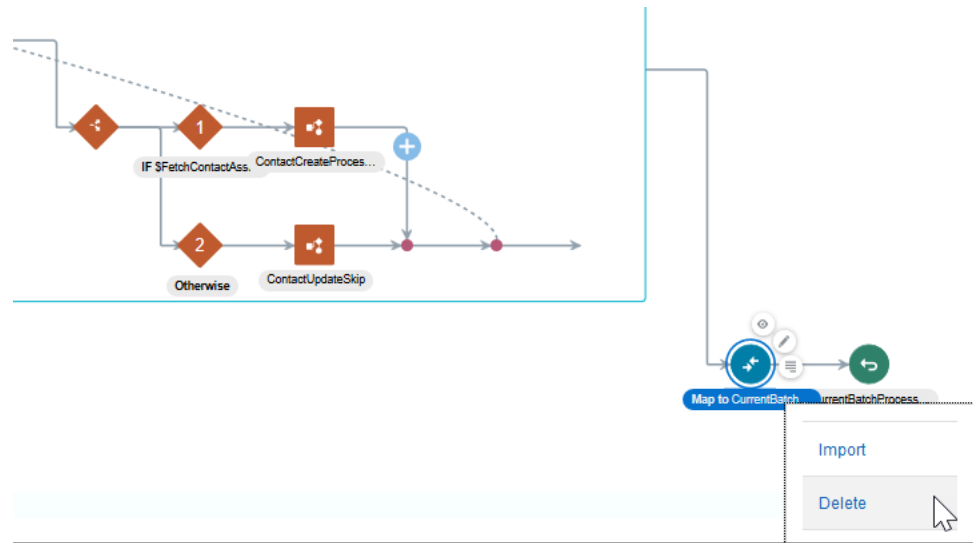 1
IF $FetchContactAss.
ContactCreateProces...
2
Otherwise
ContactUpdateSkip
Map to CurrentBatch
urrentBatchProcess...
Import
Delete